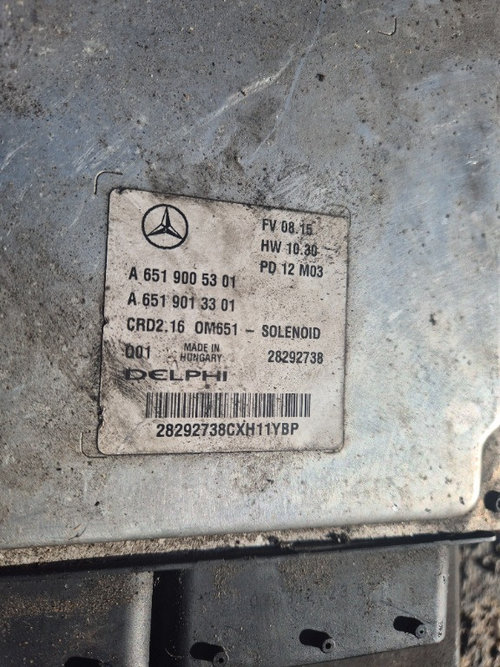 FV 08.15
HW 10.30
PD 12 M03
A 651 900 53 01
A 651 901 33 01
CRD2.16 OM651 - SOLENOID
D01 MADE IN HUNGARY 28292738
DELPHI
28292738CXH11YBP